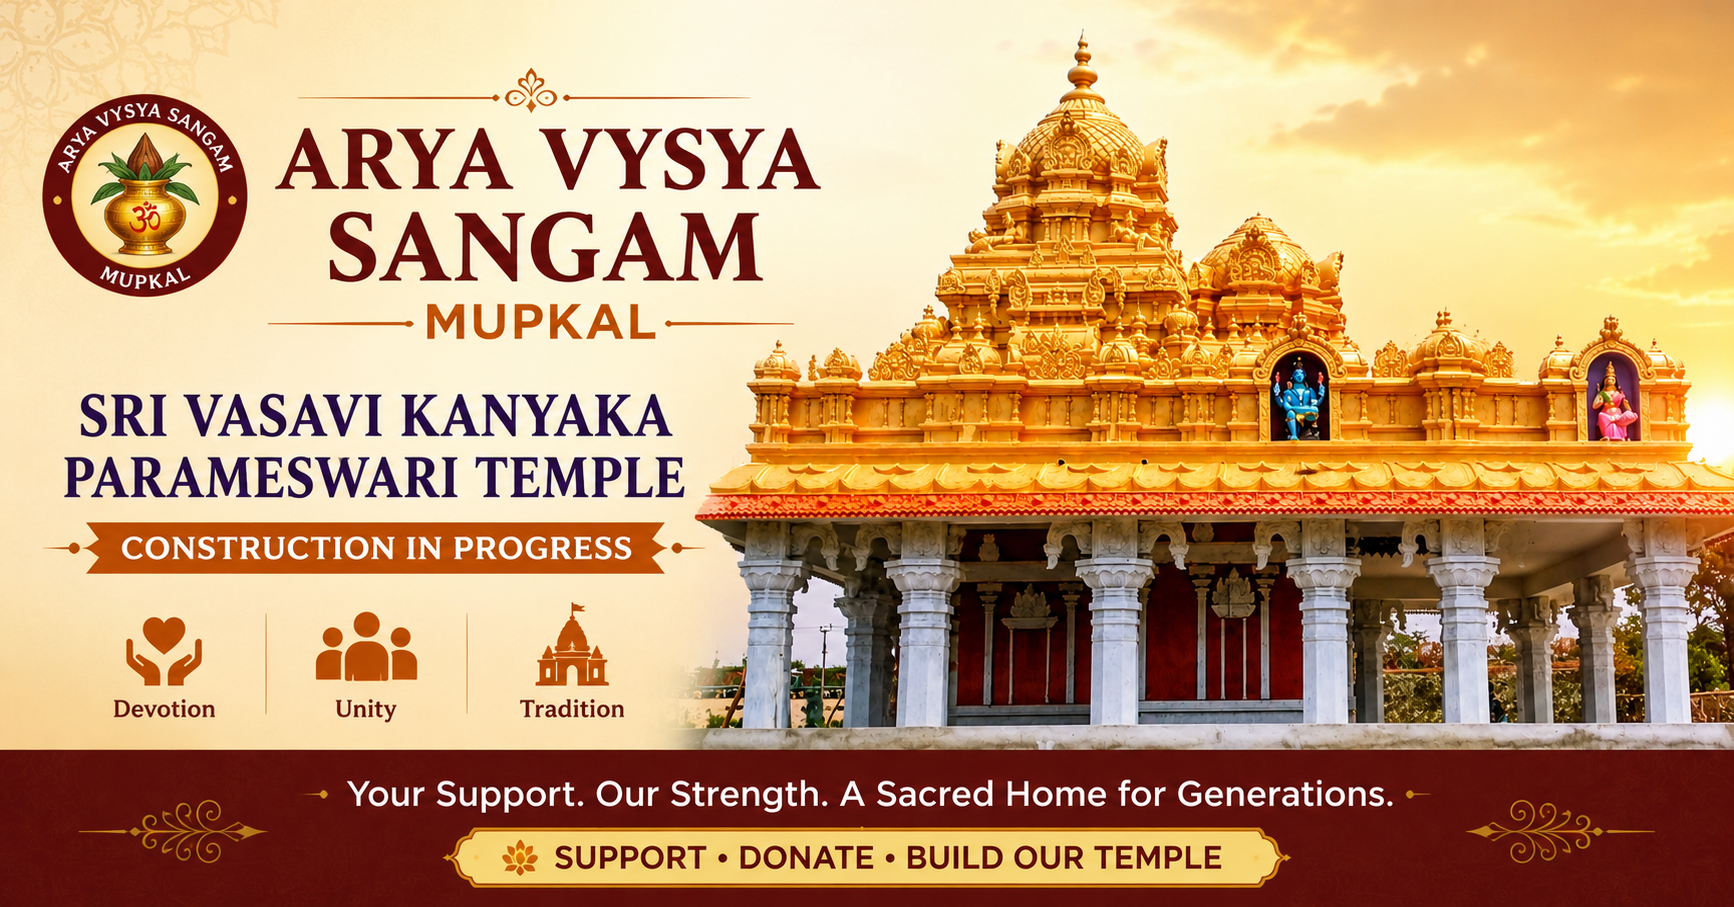 ARYA VYSYA SANGAM
ॐ
MUPKAL
ARYA VYSYA
SANGAM
MUPKAL
SRI VASAVI KANYAKA
PARAMESWARI TEMPLE
CONSTRUCTION IN PROGRESS
Devotion
Unity
Tradition
Your Support. Our Strength. A Sacred Home for Generations.
SUPPORT • DONATE • BUILD OUR TEMPLE